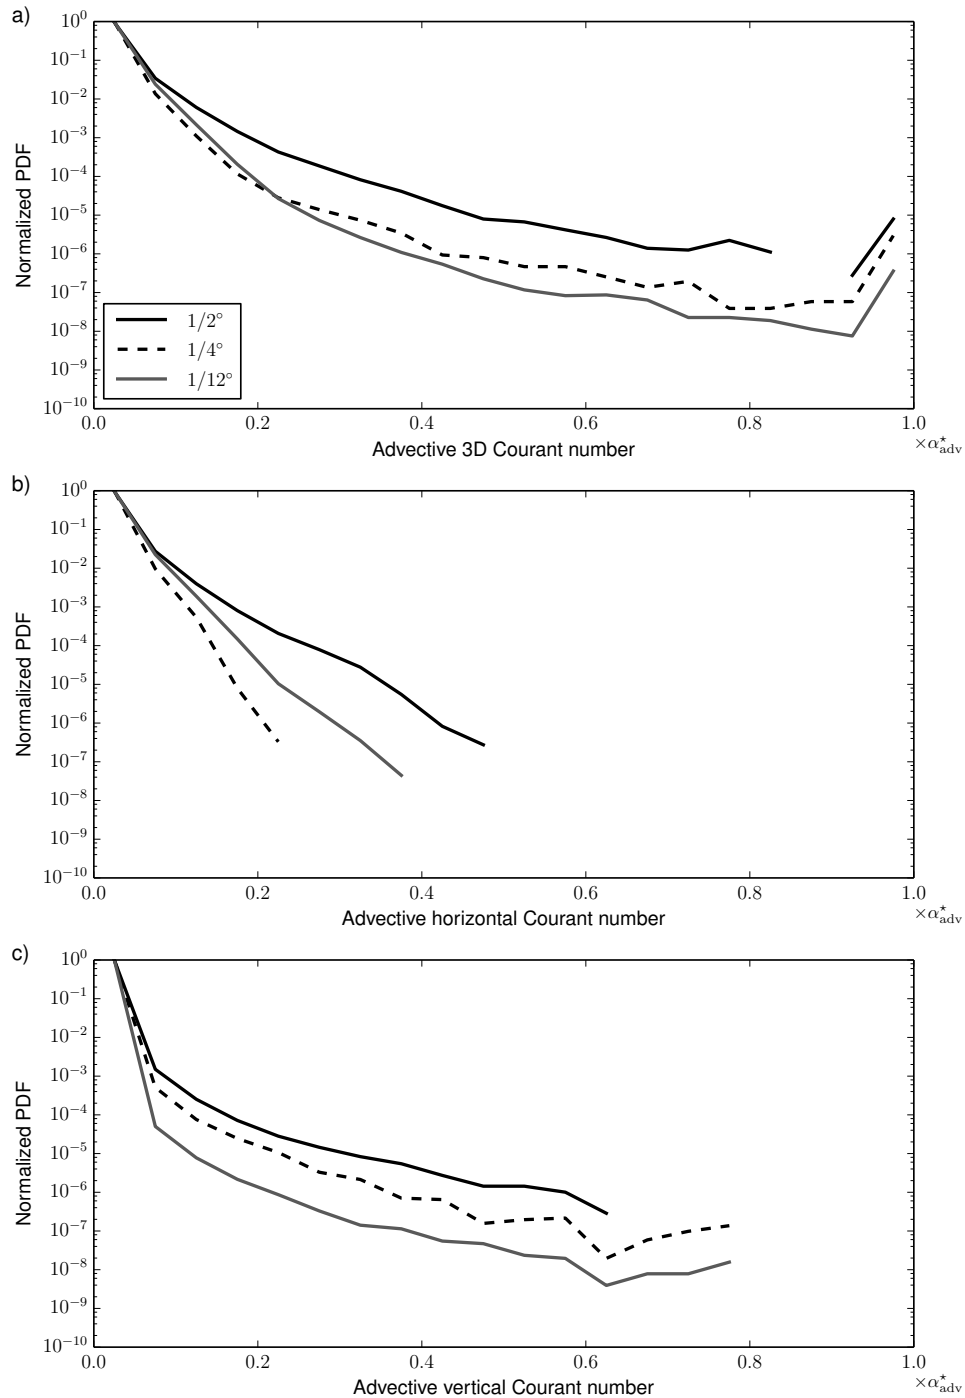 a)
10⁰
10⁻¹
10⁻²
10⁻³
10⁻⁴
10⁻⁵
10⁻⁶
10⁻⁷
10⁻⁸
10⁻⁹
10⁻¹⁰
Normalized PDF
1/2°
1/4°
1/12°
0.0 0.2 0.4 0.6 0.8 1.0
Advective 3D Courant number
×α⋆adv
b)
10⁰
10⁻¹
10⁻²
10⁻³
10⁻⁴
10⁻⁵
10⁻⁶
10⁻⁷
10⁻⁸
10⁻⁹
10⁻¹⁰
Normalized PDF
0.0 0.2 0.4 0.6 0.8 1.0
Advective horizontal Courant number
×α⋆adv
c)
10⁰
10⁻¹
10⁻²
10⁻³
10⁻⁴
10⁻⁵
10⁻⁶
10⁻⁷
10⁻⁸
10⁻⁹
10⁻¹⁰
Normalized PDF
0.0 0.2 0.4 0.6 0.8 1.0
Advective vertical Courant number
×α⋆adv